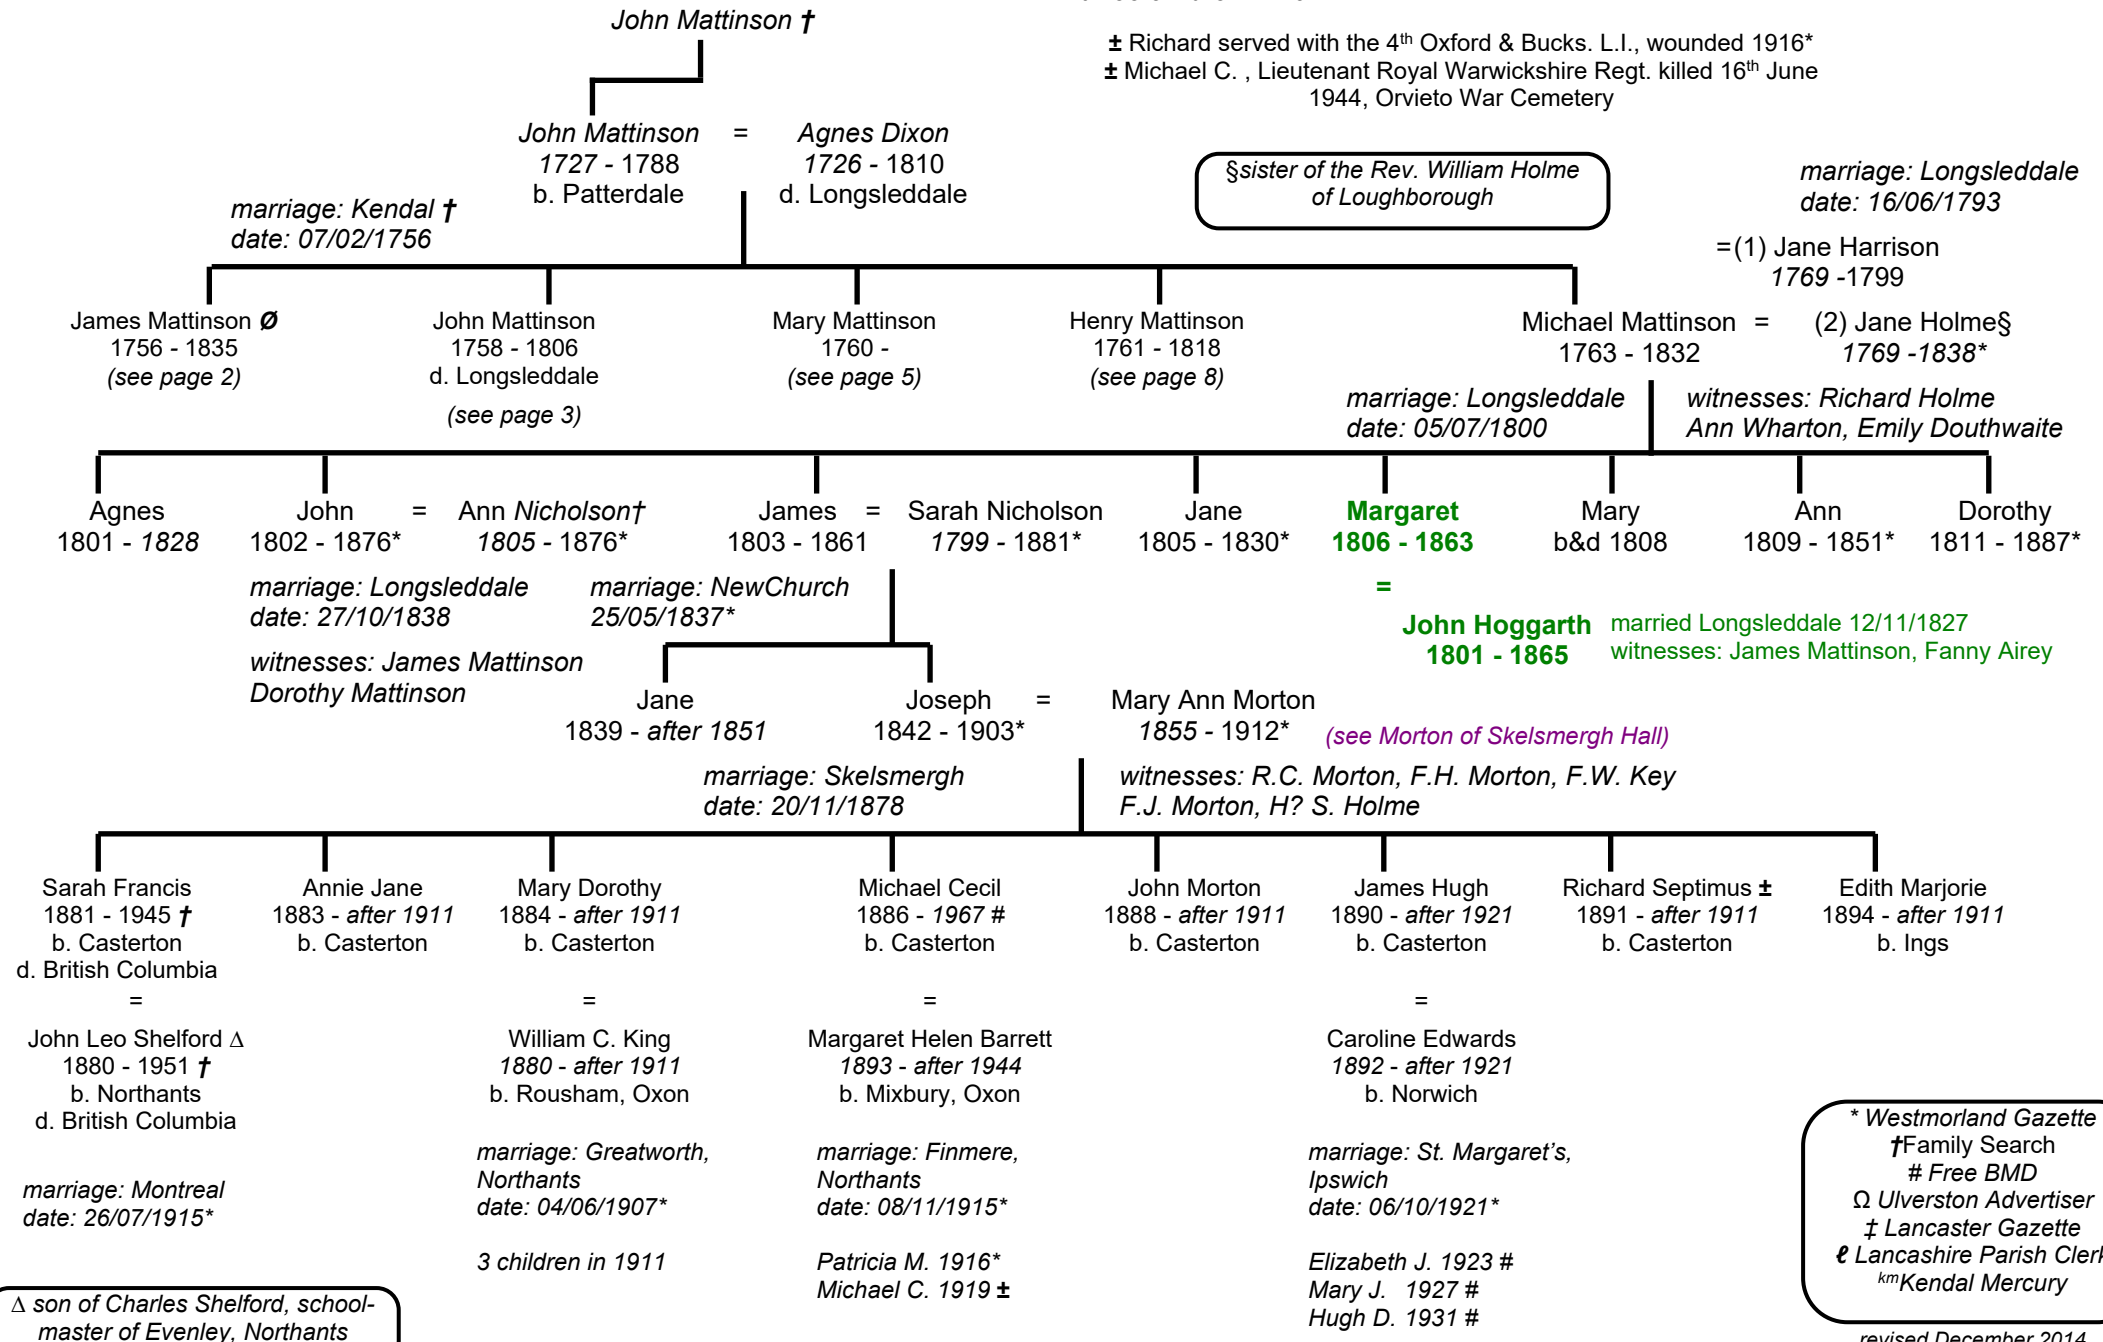 John Mattinson †
± Richard served with the 4th Oxford & Bucks. L.I., wounded 1916*
± Michael C. , Lieutenant Royal Warwickshire Regt. killed 16th June
1944, Orvieto War Cemetery
John Mattinson = Agnes Dixon
1727 - 1788 1726 - 1810
b. Patterdale d. Longsleddale
§sister of the Rev. William Holme
of Loughborough
marriage: Longsleddale
date: 16/06/1793
marriage: Kendal †
date: 07/02/1756
=(1) Jane Harrison
1769 -1799
James Mattinson Ø John Mattinson Mary Mattinson Henry Mattinson Michael Mattinson = (2) Jane Holme§
1756 - 1835 1758 - 1806 1760 - 1761 - 1818 1763 - 1832 1769 -1838*
(see page 2) d. Longsleddale (see page 5) (see page 8)
(see page 3)
marriage: Longsleddale witnesses: Richard Holme
date: 05/07/1800 Ann Wharton, Emily Douthwaite
Agnes John = Ann Nicholson† James = Sarah Nicholson Jane Margaret Mary Ann Dorothy
1801 - 1828 1802 - 1876* 1805 - 1876* 1803 - 1861 1799 - 1881* 1805 - 1830* 1806 - 1863 b&d 1808 1809 - 1851* 1811 - 1887*
marriage: Longsleddale marriage: NewChurch =
date: 27/10/1838 25/05/1837*
John Hoggarth married Longsleddale 12/11/1827
1801 - 1865 witnesses: James Mattinson, Fanny Airey
witnesses: James Mattinson
Dorothy Mattinson
Jane Joseph = Mary Ann Morton
1839 - after 1851 1842 - 1903* 1855 - 1912* (see Morton of Skelsmergh Hall)
marriage: Skelsmergh witnesses: R.C. Morton, F.H. Morton, F.W. Key
date: 20/11/1878 F.J. Morton, H? S. Holme
Sarah Francis Annie Jane Mary Dorothy Michael Cecil John Morton James Hugh Richard Septimus ± Edith Marjorie
1881 - 1945 † 1883 - after 1911 1884 - after 1911 1886 - 1967 # 1888 - after 1911 1890 - after 1921 1891 - after 1911 1894 - after 1911
b. Casterton b. Casterton b. Casterton b. Casterton b. Casterton b. Casterton b. Casterton b. Ings
d. British Columbia
= = = =
John Leo Shelford Δ William C. King Margaret Helen Barrett Caroline Edwards
1880 - 1951 † 1880 - after 1911 1893 - after 1944 1892 - after 1921
b. Northants b. Rousham, Oxon b. Mixbury, Oxon b. Norwich
d. British Columbia
marriage: Greatworth, marriage: Finmere, marriage: St. Margaret's,
Northants Northants Ipswich
date: 04/06/1907* date: 08/11/1915* date: 06/10/1921*
marriage: Montreal
date: 26/07/1915*
3 children in 1911 Patricia M. 1916* Elizabeth J. 1923 #
Michael C. 1919 ± Mary J. 1927 #
Hugh D. 1931 #
Δ son of Charles Shelford, school-
master of Evenley, Northants
* Westmorland Gazette
†Family Search
# Free BMD
Ω Ulverston Advertiser
‡ Lancaster Gazette
ℓ Lancashire Parish Clerk
kmKendal Mercury
revised December 2014